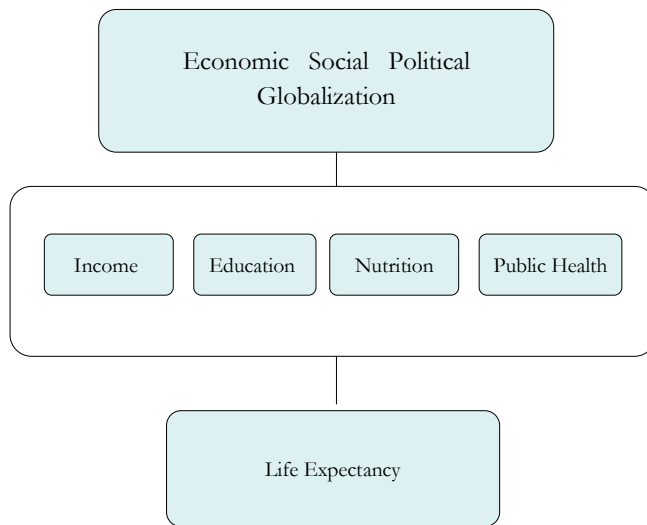 Economic Social Political
Globalization
Income
Education
Nutrition
Public Health
Life Expectancy